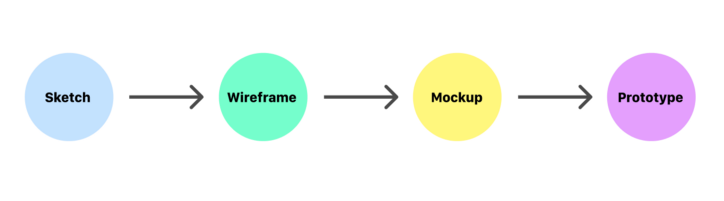 Sketch
Wireframe
Mockup
Prototype